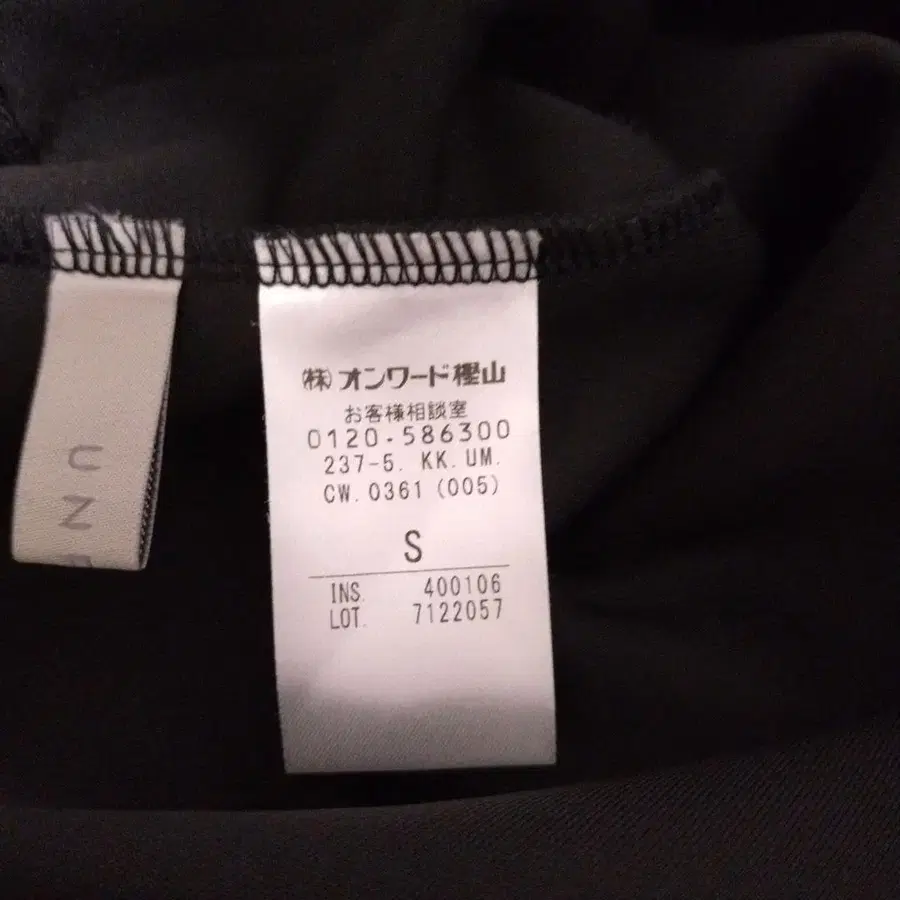 UN
㈱オンワード樫山
お客様相談室
0120-586300
237-5. KK. UM.
CW. 0361 (005)
S
INS. 400106
LOT. 7122057